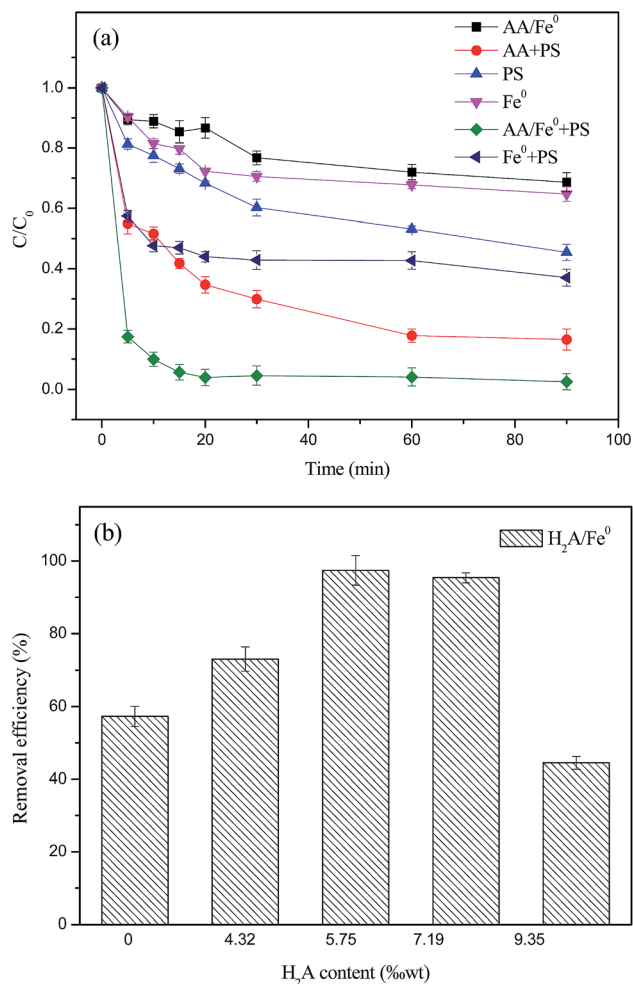 (a)
AA/Fe⁰
AA+PS
PS
Fe⁰
AA/Fe⁰+PS
Fe⁰+PS
C/C₀
1.0
0.8
0.6
0.4
0.2
0.0
0 20 40 60 80 100
Time (min)
(b)
H₂A/Fe⁰
Removal efficiency (%)
100
80
60
40
20
0
0 4.32 5.75 7.19 9.35
H₂A content (‰wt)